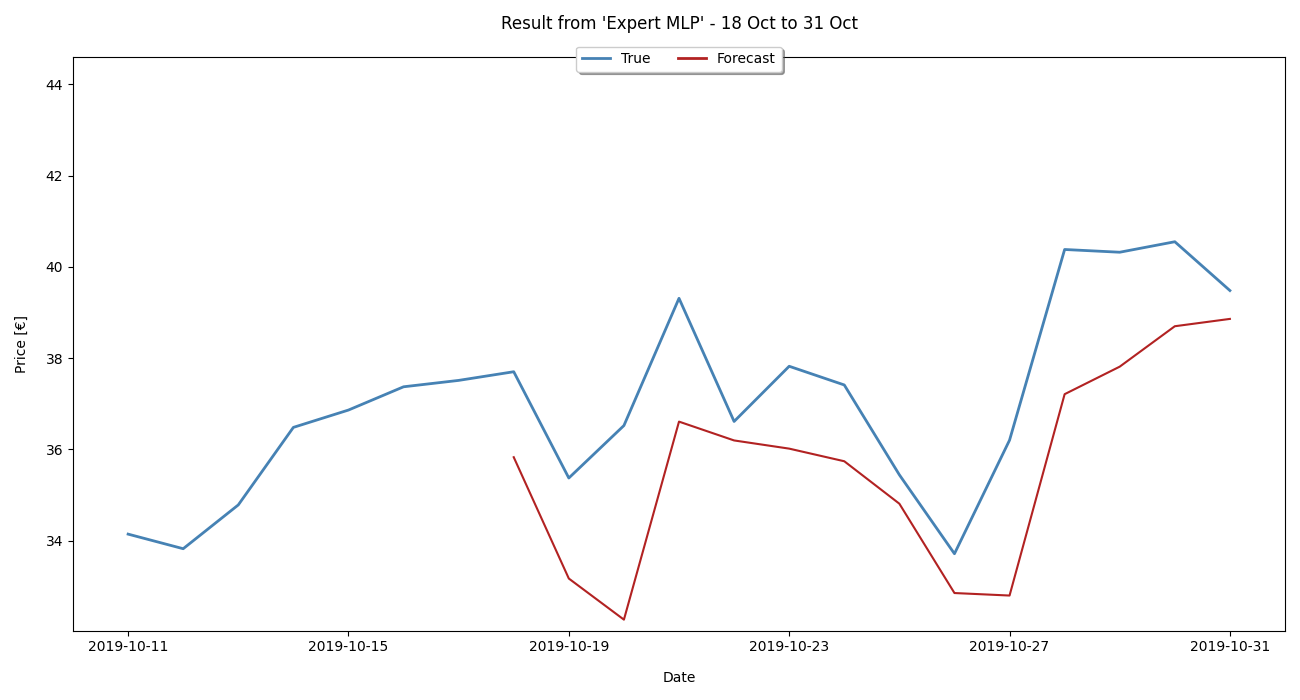 Result from 'Expert MLP' - 18 Oct to 31 Oct
True Forecast
44
42
40
38
36
34
Price [€]
2019-10-11 2019-10-15 2019-10-19 2019-10-23 2019-10-27 2019-10-31
Date